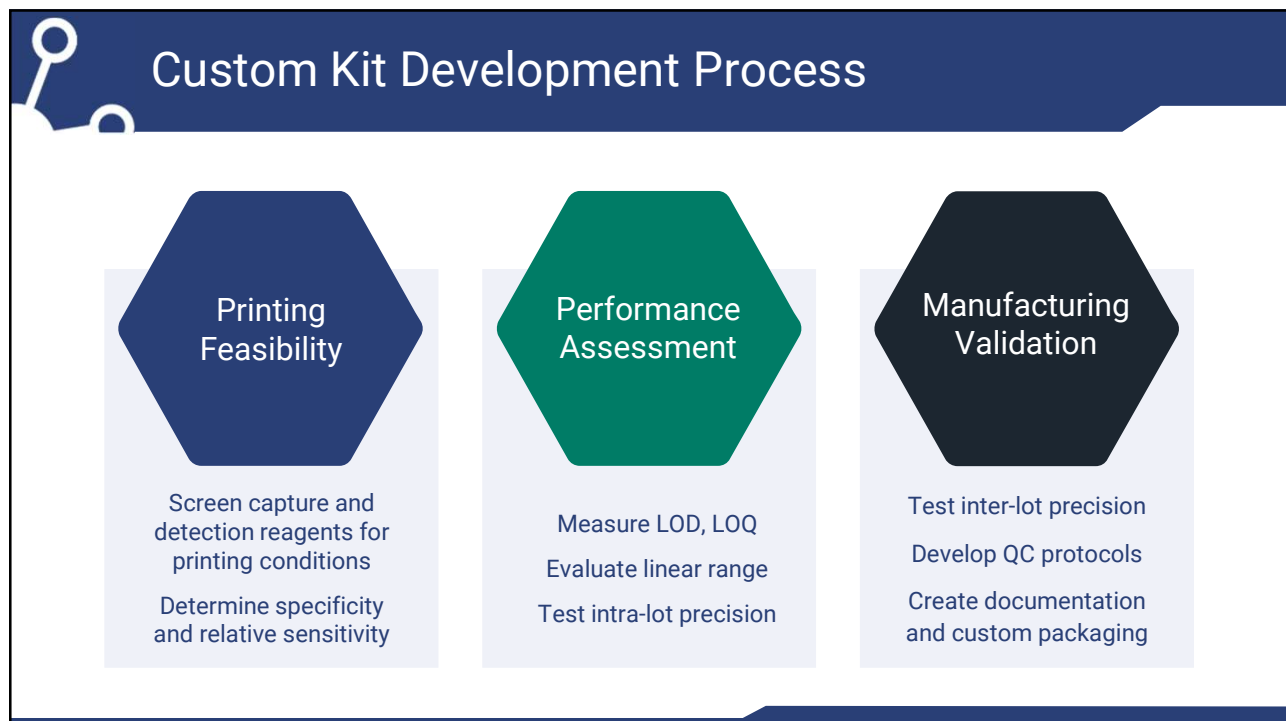 Custom Kit Development Process
Printing
Feasibility
Screen capture and
detection reagents for
printing conditions
Determine specificity
and relative sensitivity
Performance
Assessment
Measure LOD, LOQ
Evaluate linear range
Test intra-lot precision
Manufacturing
Validation
Test inter-lot precision
Develop QC protocols
Create documentation
and custom packaging